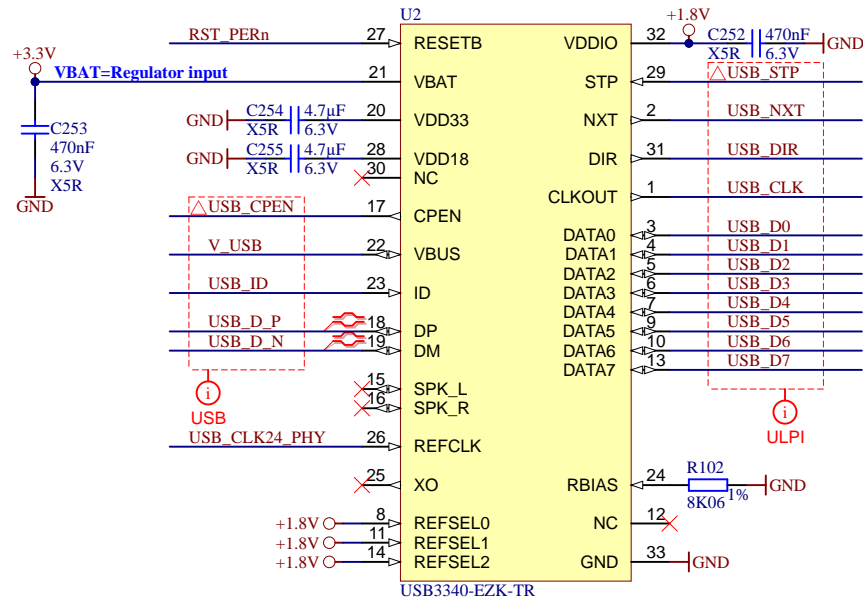 U2
+1.8V
RST_PERn 27 RESETB VDDIO 32 C252 470nF GND
X5R 6.3V
+3.3V
VBAT=Regulator input 21 VBAT STP 29 USB_STP
GND C254 4.7µF 20 VDD33 NXT 2 USB_NXT
X5R 6.3V
C253
470nF
6.3V
X5R
GND
GND C255 4.7µF 28 VDD18 DIR 31 USB_DIR
X5R 6.3V
30 NC
CLKOUT 1 USB_CLK
USB_CPEN 17 CPEN
DATA0 3 USB_D0
V_USB 22 VBUS DATA1 4 USB_D1
DATA2 5 USB_D2
USB_ID 23 ID DATA3 6 USB_D3
DATA4 7 USB_D4
USB_D_P 18 DP DATA5 9 USB_D5
USB_D_N 19 DM DATA6 10 USB_D6
DATA7 13 USB_D7
15 SPK_L
16 SPK_R
i
USB
i
ULPI
USB_CLK24_PHY 26 REFCLK
25 XO RBIAS 24 R102 GND
8K06 1%
+1.8V 8 REFSEL0 NC 12
+1.8V 11 REFSEL1
+1.8V 14 REFSEL2 GND 33 GND
USB3340-EZK-TR